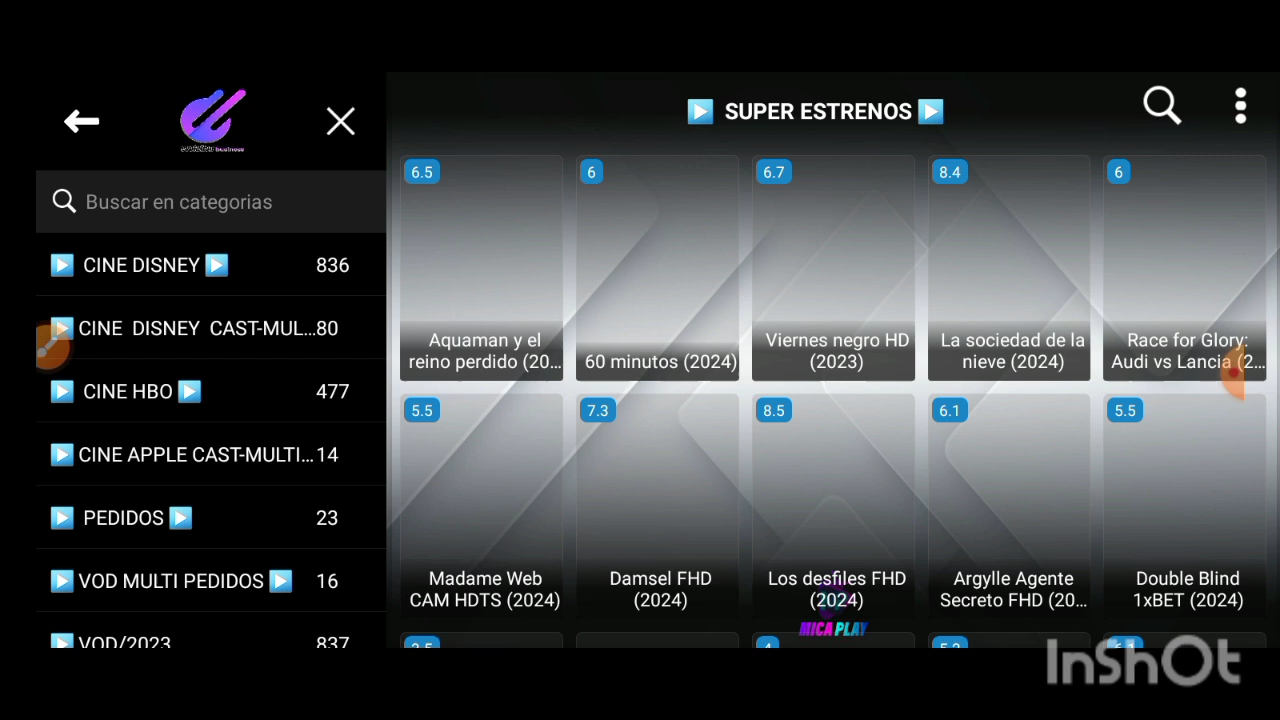 SUPER ESTRENOS
Buscar en categorias
CINE DISNEY 836
CINE DISNEY CAST-MUL... 80
CINE HBO 477
CINE APPLE CAST-MULTI... 14
PEDIDOS 23
VOD MULTI PEDIDOS 16
VOD/2023 837
6.5
Aquaman y el
reino perdido (20...
6
60 minutos (2024)
6.7
Viernes negro HD
(2023)
8.4
La sociedad de la
nieve (2024)
6
Race for Glory:
Audi vs Lancia (2...
5.5
Madame Web
CAM HDTS (2024)
7.3
Damsel FHD
(2024)
8.5
Los desfiles FHD
(2024)
6.1
Argylle Agente
Secreto FHD (20...
5.5
Double Blind
1xBET (2024)
MICA PLAY
InShOt